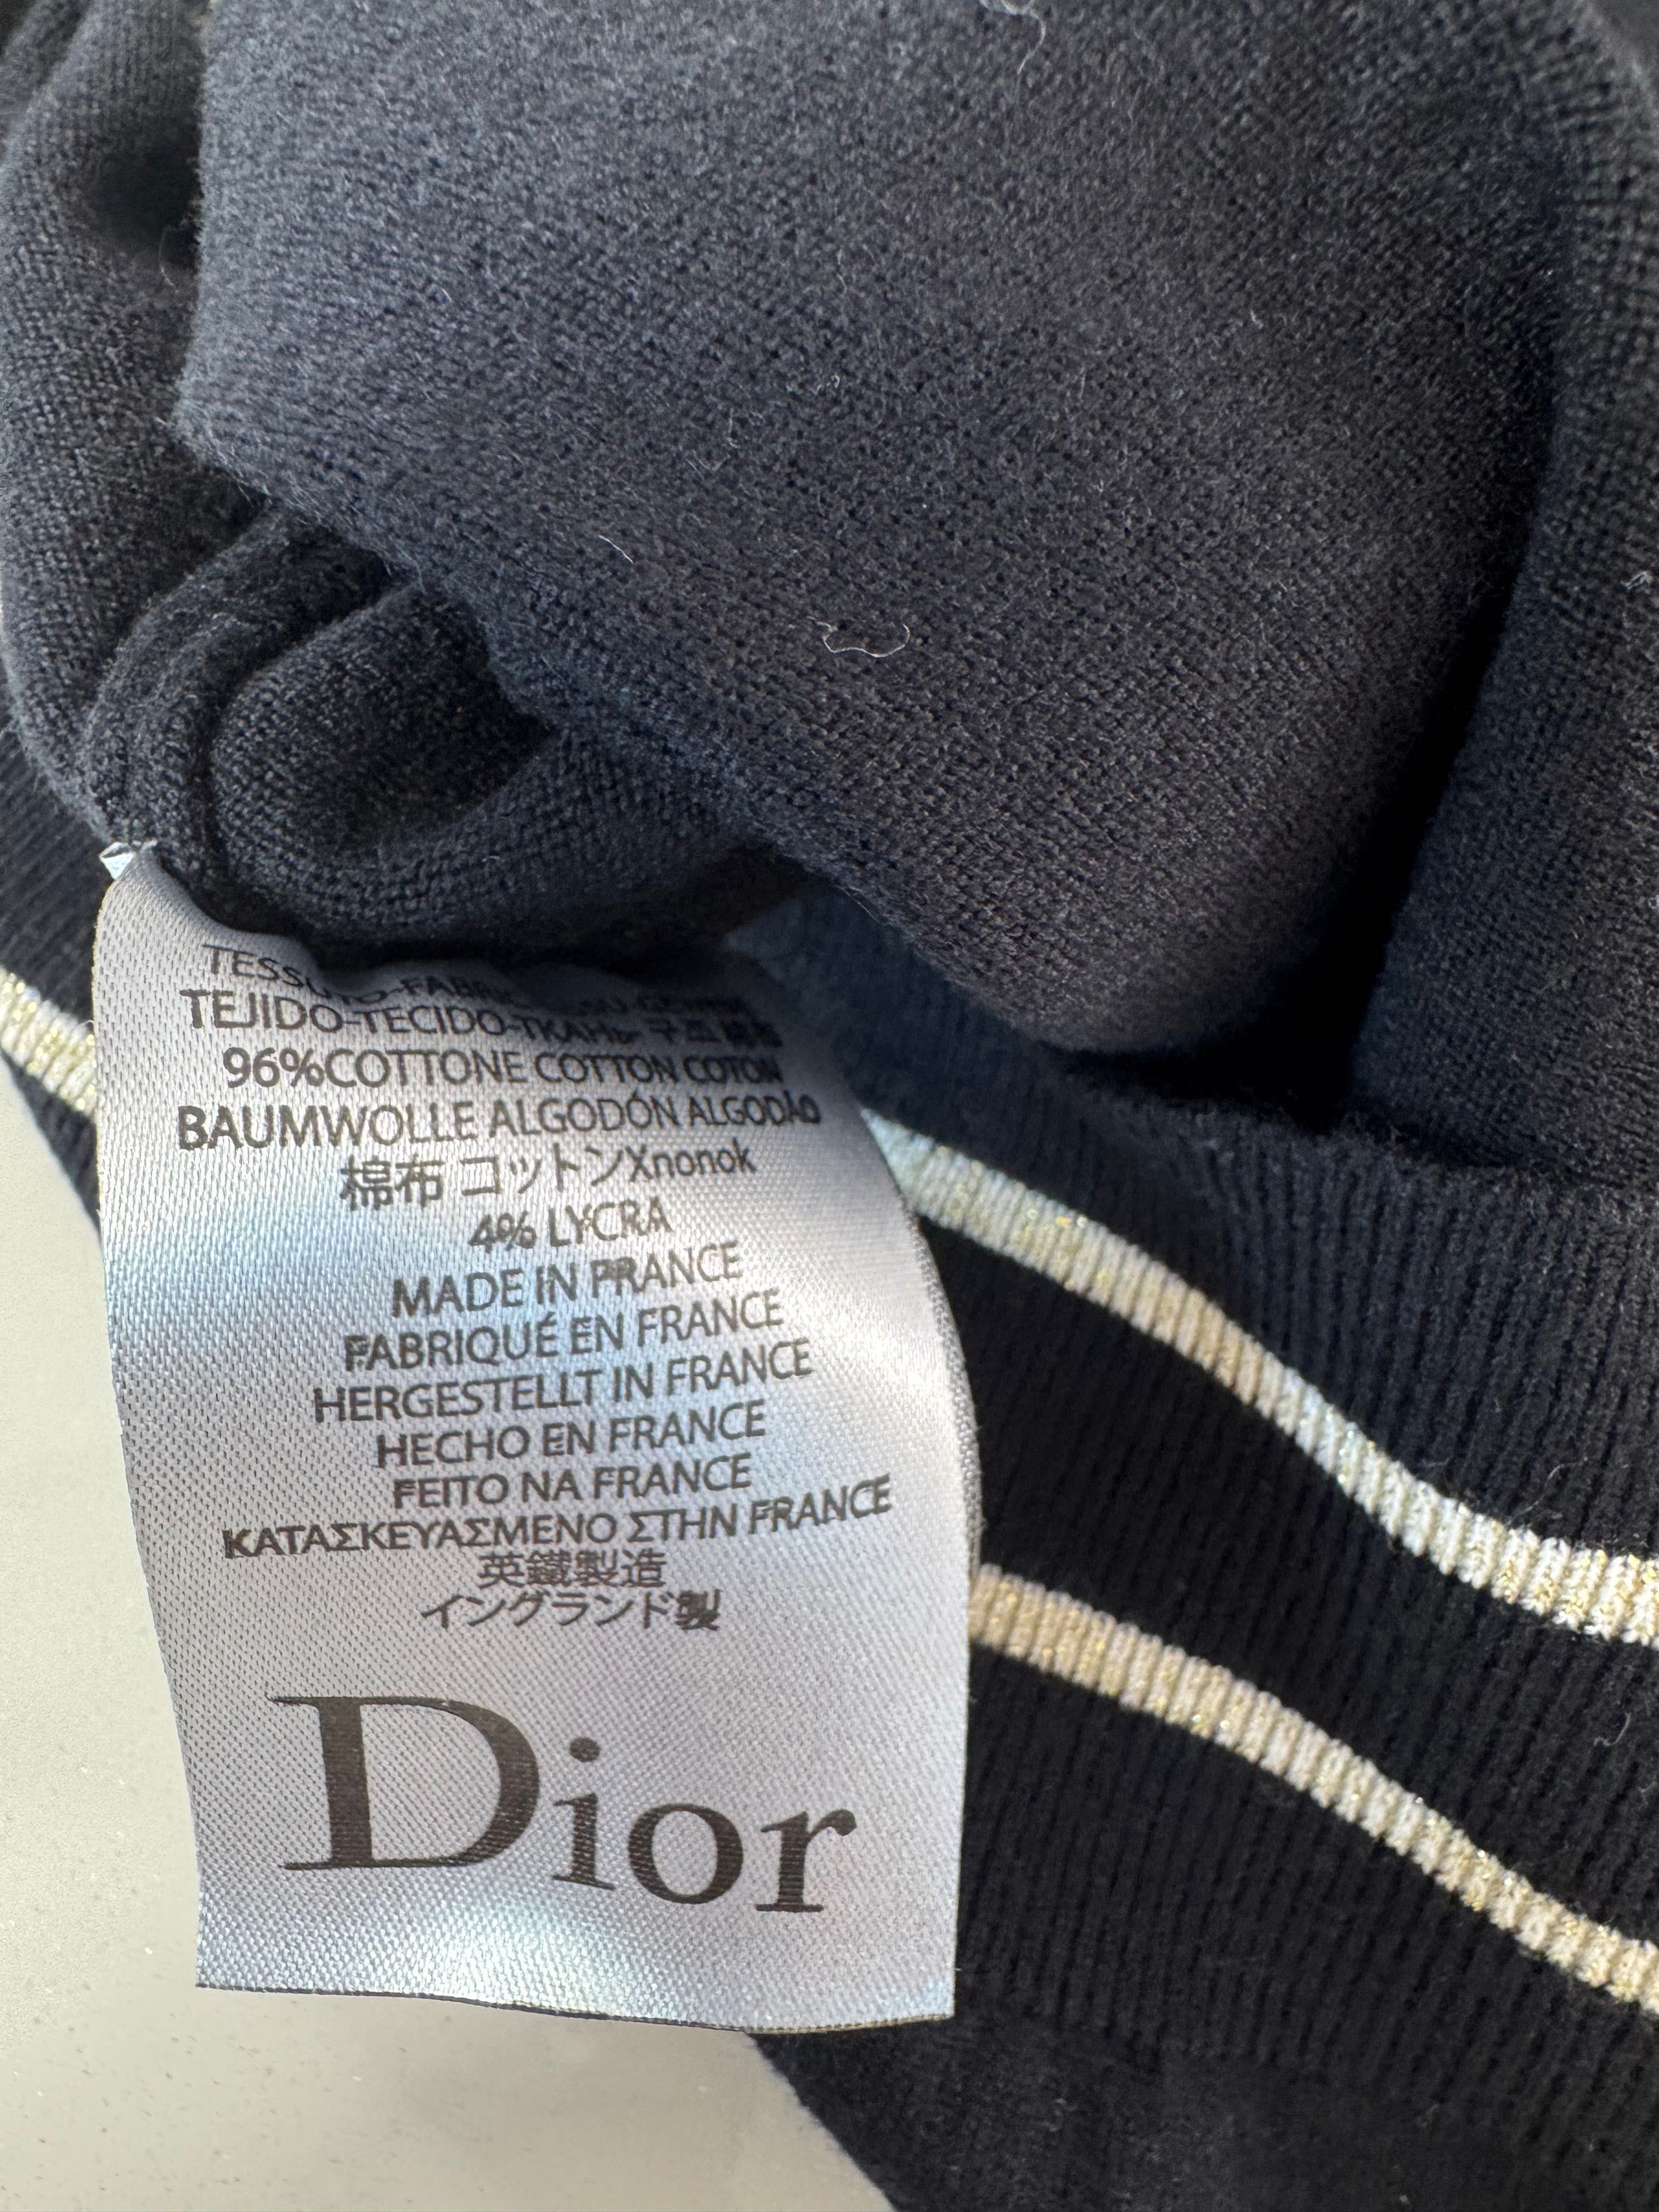 TEJIDO-TECIDO-TKAHb
96%COTTONE COTTON COTON
BAUMWOLLE ALGODÓN ALGODÃO
棉布 コットンXnonok
4% LYCRA
MADE IN FRANCE
FABRIQUÉ EN FRANCE
HERGESTELLT IN FRANCE
HECHO EN FRANCE
FEITO NA FRANCE
ΚΑΤΑΣΚΕΥΑΣΜΕΝΟ ΣΤΗΝ FRANCE
英鐵製造
イングランド製
Dior